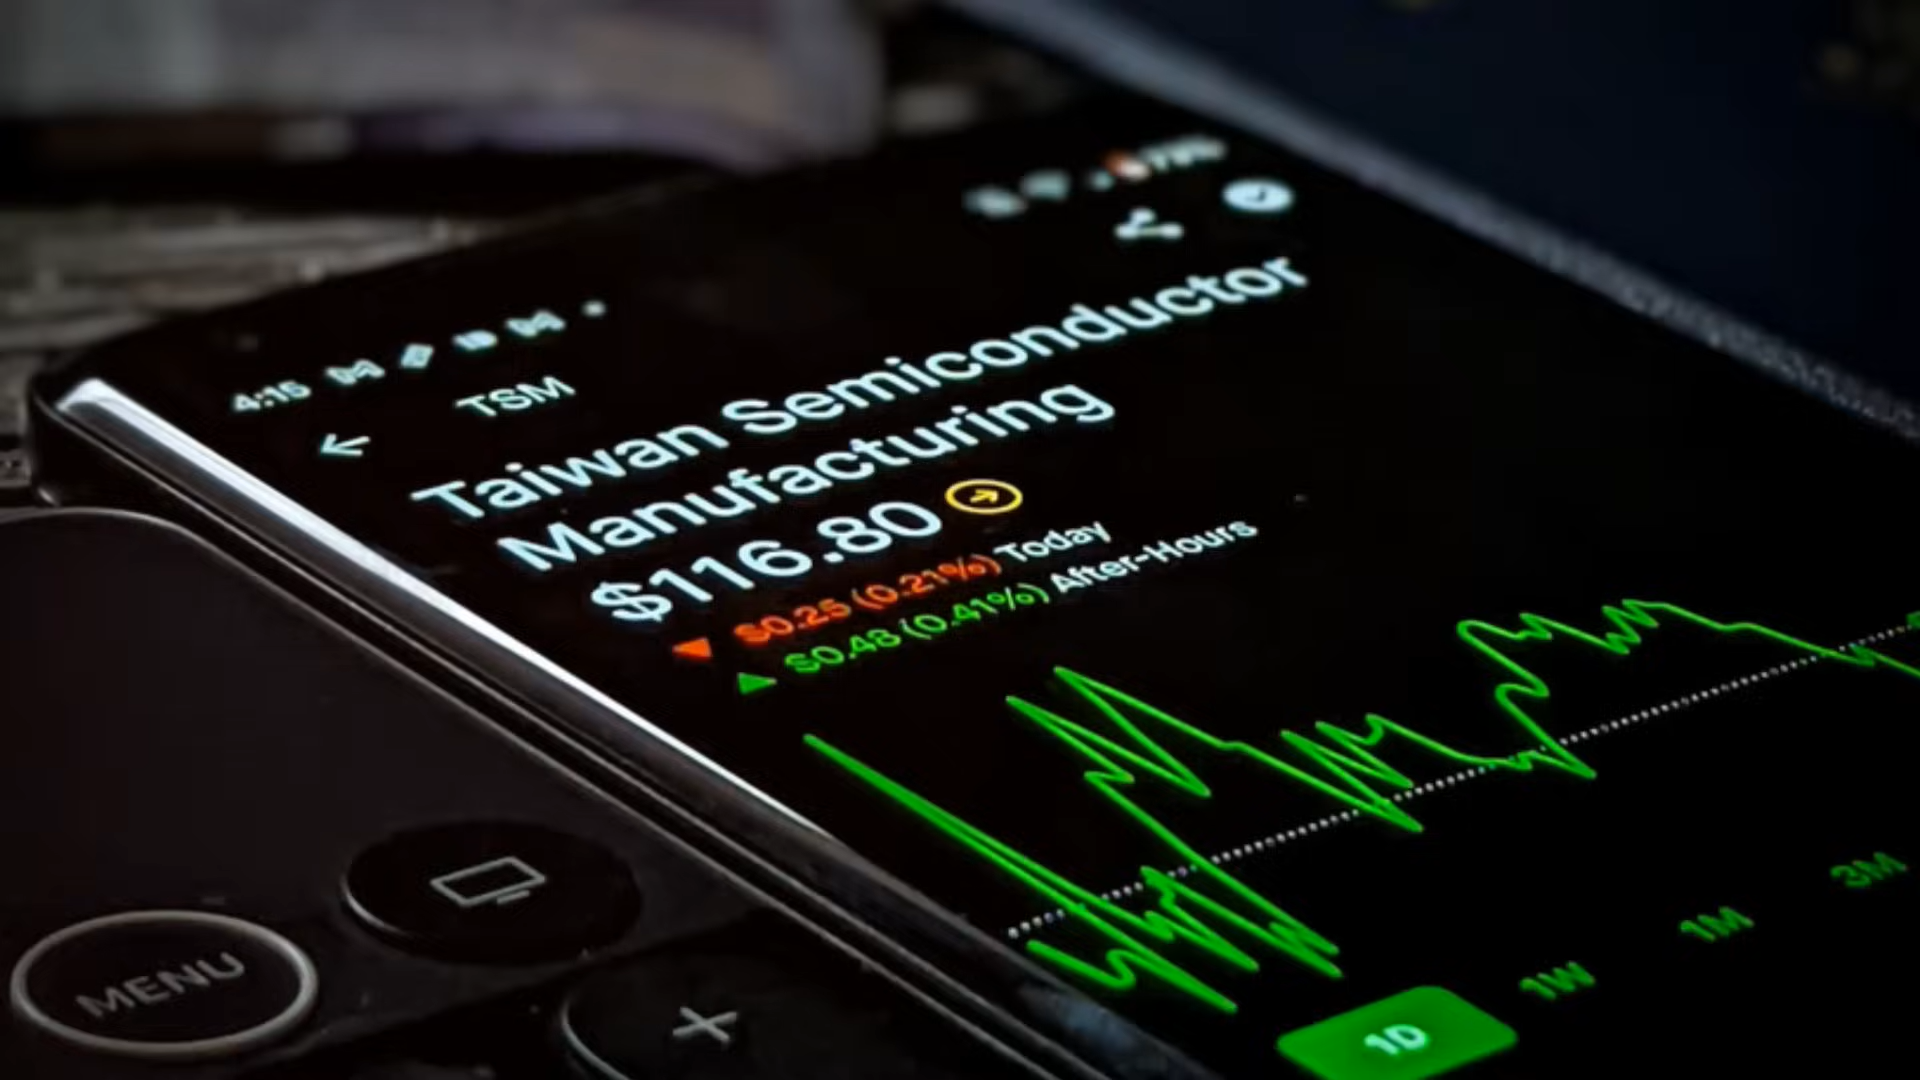 4:15
TSM
Taiwan Semiconductor
Manufacturing
$116.80
$0.25 (0.21%) Today
$0.48 (0.41%) After-Hours
1D 1W 1M 3M
MENU